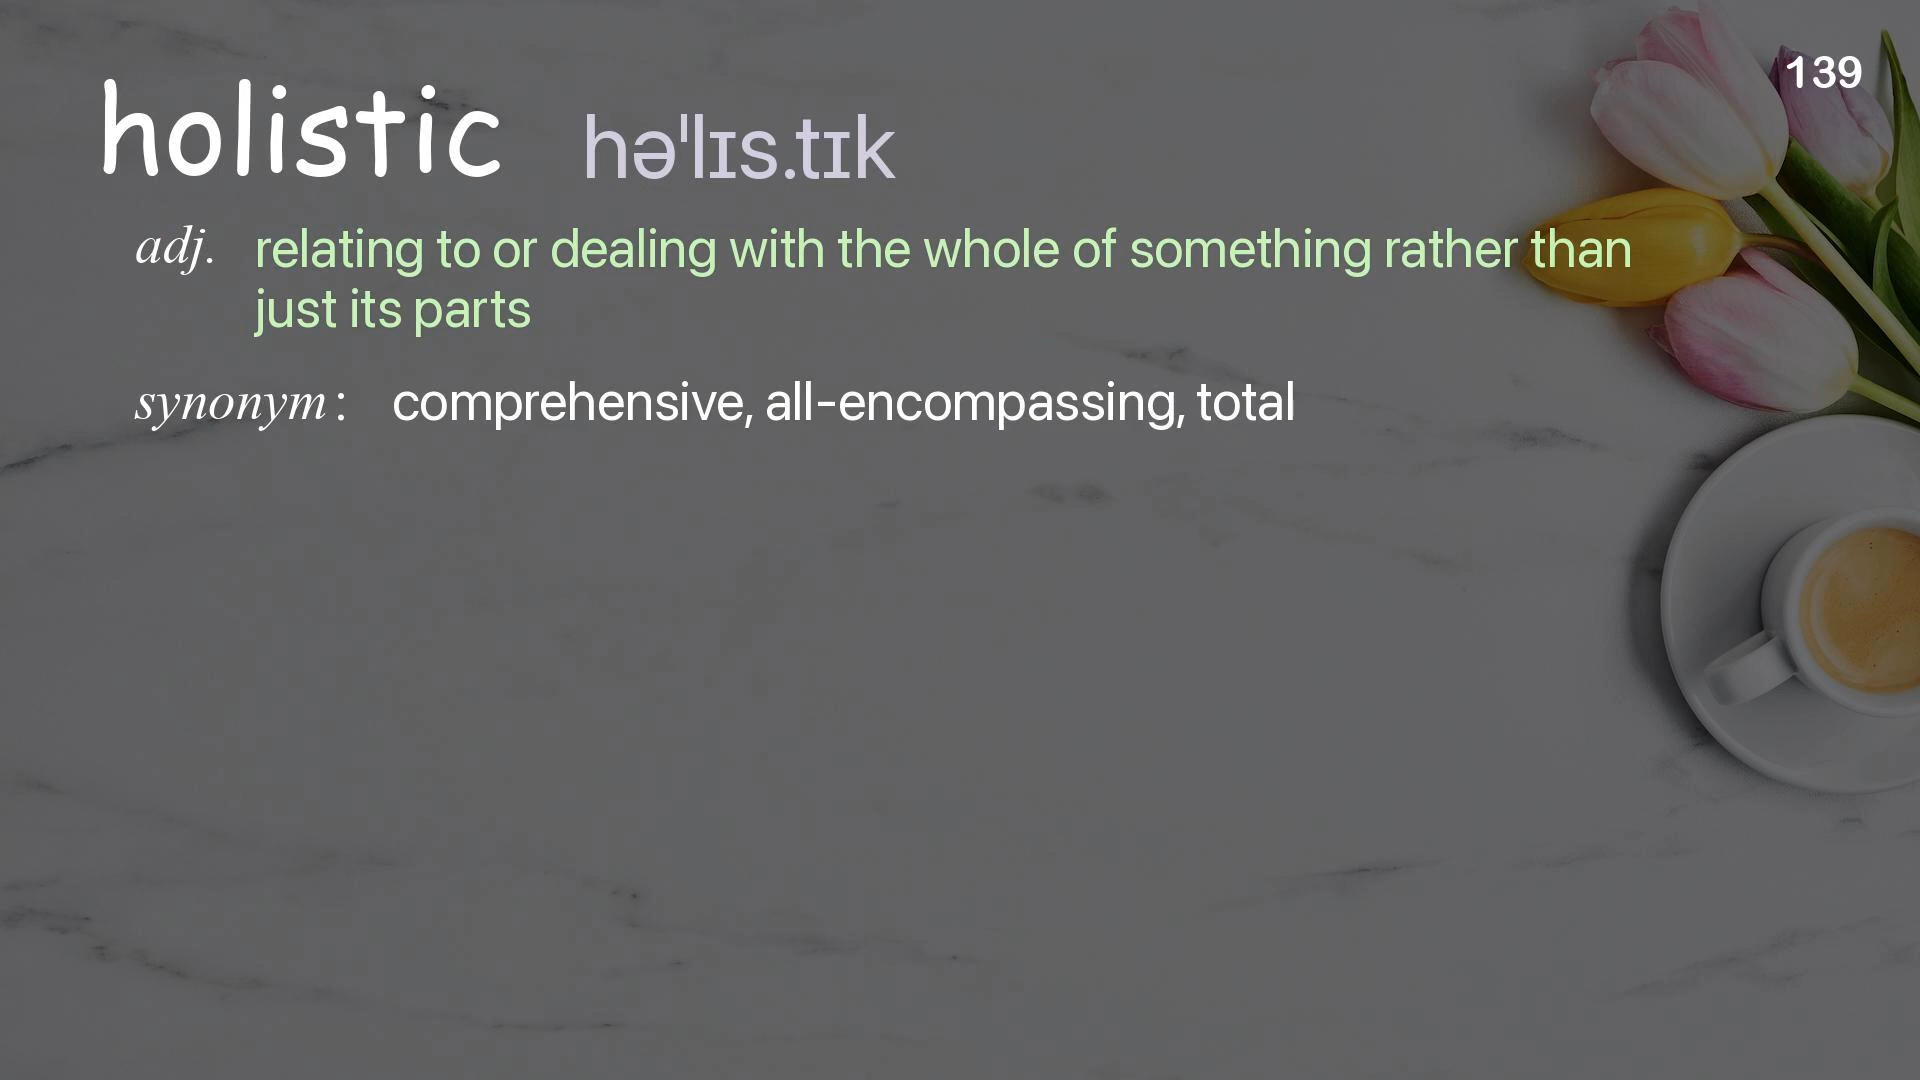 139
holistic həˈlɪs.tɪk
adj. relating to or dealing with the whole of something rather than
just its parts
synonym: comprehensive, all-encompassing, total